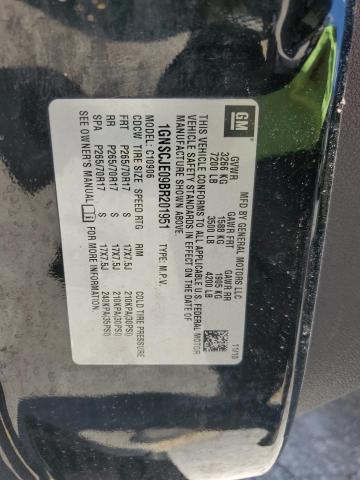 GM
MFD BY GENERAL MOTORS LLC
11/10
GVWR GAWR FRT GAWR RR
3266 KG 1588 KG 1905 KG
7200 LB 3500 LB 4200 LB
THIS VEHICLE CONFORMS TO ALL APPLICABLE U.S. FEDERAL MOTOR
VEHICLE SAFETY STANDARDS IN EFFECT ON THE DATE OF
MANUFACTURE SHOWN ABOVE.
1GNSCJE09BR201951 TYPE: M.P.V.
MODEL: C10906
CDCW TIRE SIZE SPEED RTG RIM COLD TIRE PRESSURE
FRT P265/70R17 S 17X7.5J 210KPA(30PSI)
RR P265/70R17 S 17X7.5J 210KPA(30PSI)
SPA P265/70R17 S 17X7.5J 240KPA(35PSI)
SEE OWNER'S MANUAL FOR MORE INFORMATION.